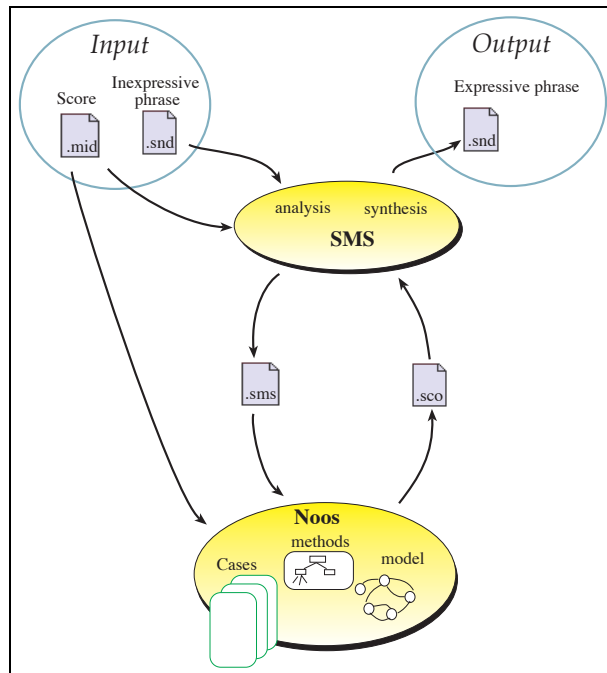 Input
Output
Inexpressive
phrase
Score
Expressive phrase
.mid
.snd
.snd
analysis
synthesis
SMS
.sms
.sco
Noos
methods
Cases
model